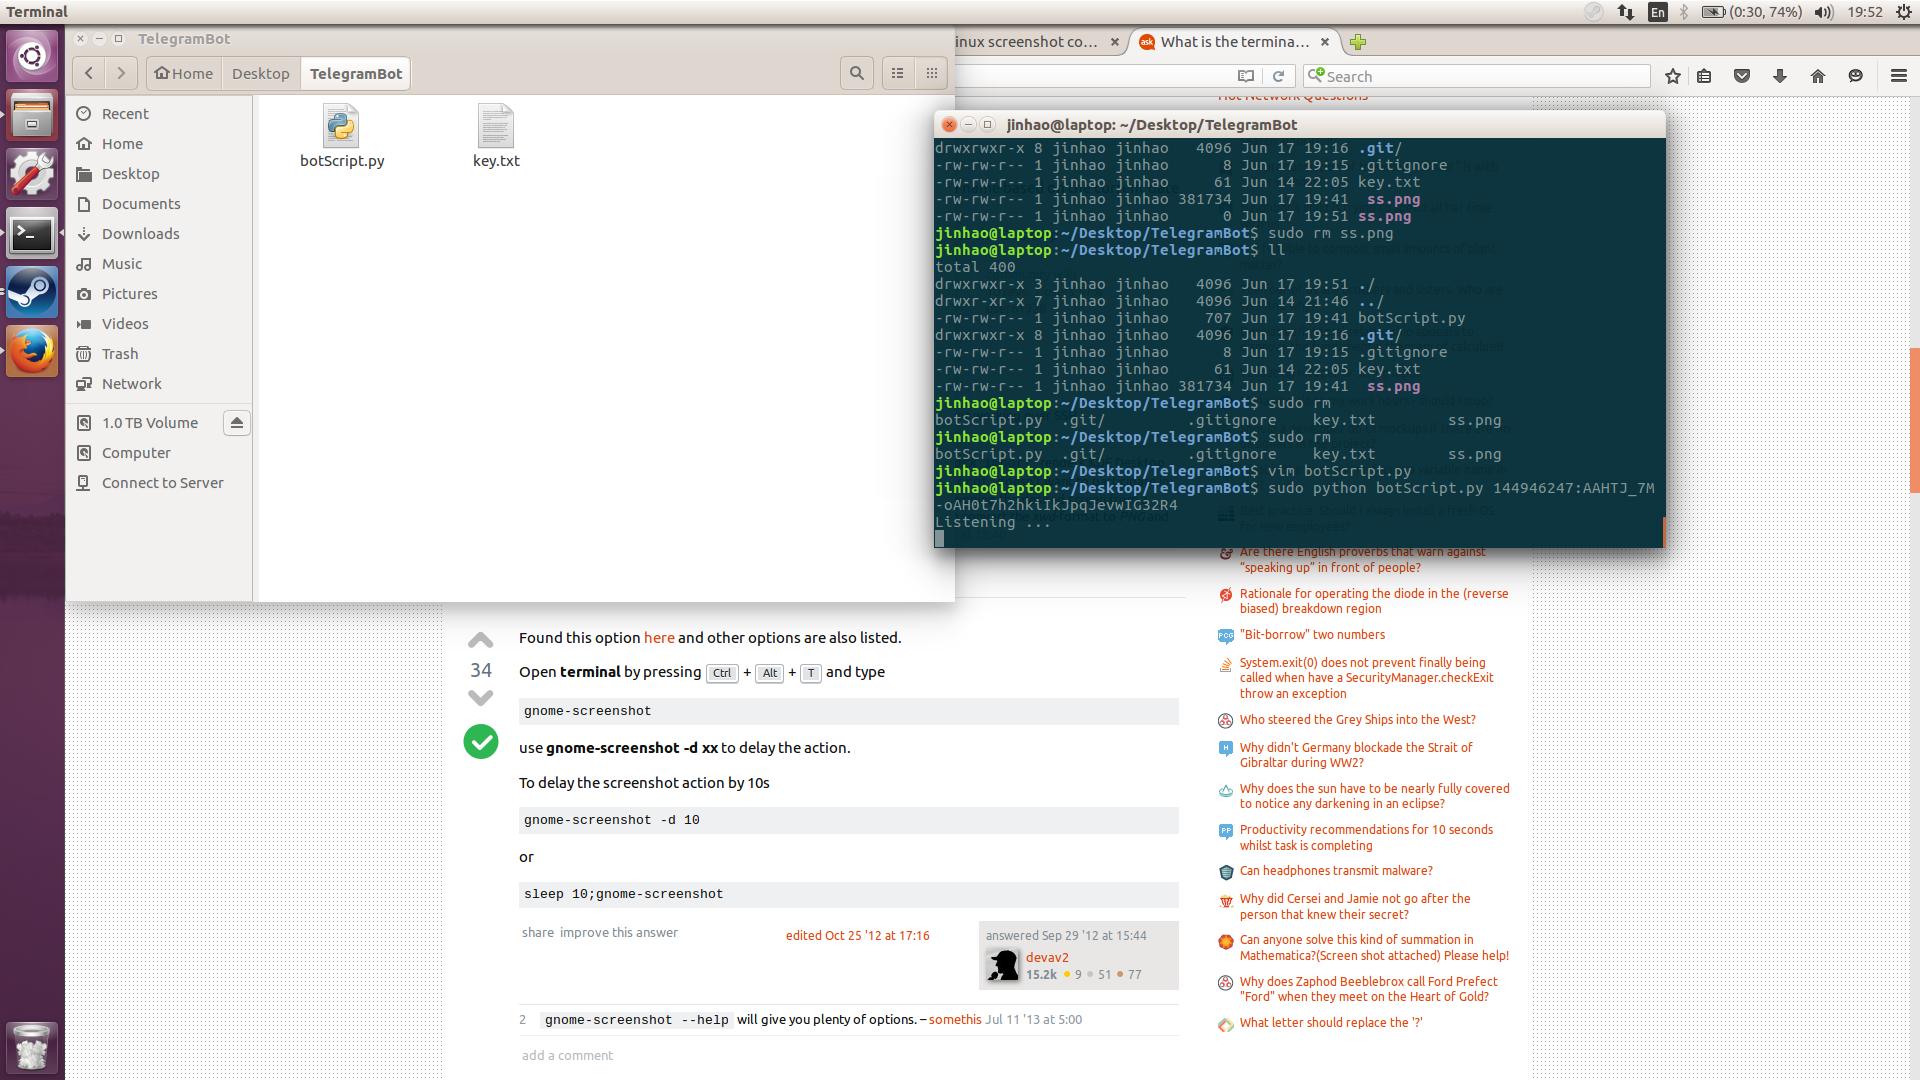 Terminal
En
(0:30, 74%)
19:52
TelegramBot
Home
Desktop
TelegramBot
Recent
Home
Desktop
Documents
Downloads
Music
Pictures
Videos
Trash
Network
1.0 TB Volume
Computer
Connect to Server
botScript.py
key.txt
inux screenshot co...
ask
What is the termina...
Search
Hot Network Questions
jinhao@laptop: ~/Desktop/TelegramBot
drwxrwxr-x 8 jinhao jinhao   4096 Jun 17 19:16 .git/
-rw-rw-r-- 1 jinhao jinhao      8 Jun 17 19:15 .gitignore
-rw-rw-r-- 1 jinhao jinhao     61 Jun 14 22:05 key.txt
-rw-rw-r-- 1 jinhao jinhao 381734 Jun 17 19:41  ss.png
-rw-rw-r-- 1 jinhao jinhao      0 Jun 17 19:51 ss.png
jinhao@laptop:~/Desktop/TelegramBot$ sudo rm ss.png
jinhao@laptop:~/Desktop/TelegramBot$ ll
total 400
drwxrwxr-x 3 jinhao jinhao   4096 Jun 17 19:51 ./
drwxr-xr-x 7 jinhao jinhao   4096 Jun 14 21:46 ../
-rw-rw-r-- 1 jinhao jinhao    707 Jun 17 19:41 botScript.py
drwxrwxr-x 8 jinhao jinhao   4096 Jun 17 19:16 .git/
-rw-rw-r-- 1 jinhao jinhao      8 Jun 17 19:15 .gitignore
-rw-rw-r-- 1 jinhao jinhao     61 Jun 14 22:05 key.txt
-rw-rw-r-- 1 jinhao jinhao 381734 Jun 17 19:41  ss.png
jinhao@laptop:~/Desktop/TelegramBot$ sudo rm
botScript.py  .git/         .gitignore    key.txt        ss.png
jinhao@laptop:~/Desktop/TelegramBot$ sudo rm
botScript.py  .git/         .gitignore    key.txt        ss.png
jinhao@laptop:~/Desktop/TelegramBot$ vim botScript.py
jinhao@laptop:~/Desktop/TelegramBot$ sudo python botScript.py 144946247:AAHTJ_7M
-oAH0t7h2hkiIkJpqJevwIG32R4
Listening ...
Found this option here and other options are also listed.
34
Open terminal by pressing Ctrl + Alt + T and type
gnome-screenshot
use gnome-screenshot -d xx to delay the action.
To delay the screenshot action by 10s
gnome-screenshot -d 10
or
sleep 10;gnome-screenshot
share improve this answer
edited Oct 25 '12 at 17:16
answered Sep 29 '12 at 15:44
devav2
15.2k 9 51 77
2 gnome-screenshot --help will give you plenty of options. – somethis Jul 11 '13 at 5:00
add a comment
Are there English proverbs that warn against
“speaking up” in front of people?
Rationale for operating the diode in the (reverse
biased) breakdown region
PCG
"Bit-borrow" two numbers
System.exit(0) does not prevent finally being
called when have a SecurityManager.checkExit
throw an exception
Who steered the Grey Ships into the West?
H
Why didn't Germany blockade the Strait of
Gibraltar during WW2?
Why does the sun have to be nearly fully covered
to notice any darkening in an eclipse?
PP
Productivity recommendations for 10 seconds
whilst task is completing
Can headphones transmit malware?
Why did Cersei and Jamie not go after the
person that knew their secret?
Can anyone solve this kind of summation in
Mathematica?(Screen shot attached) Please help!
Why does Zaphod Beeblebrox call Ford Prefect
"Ford" when they meet on the Heart of Gold?
What letter should replace the '?'